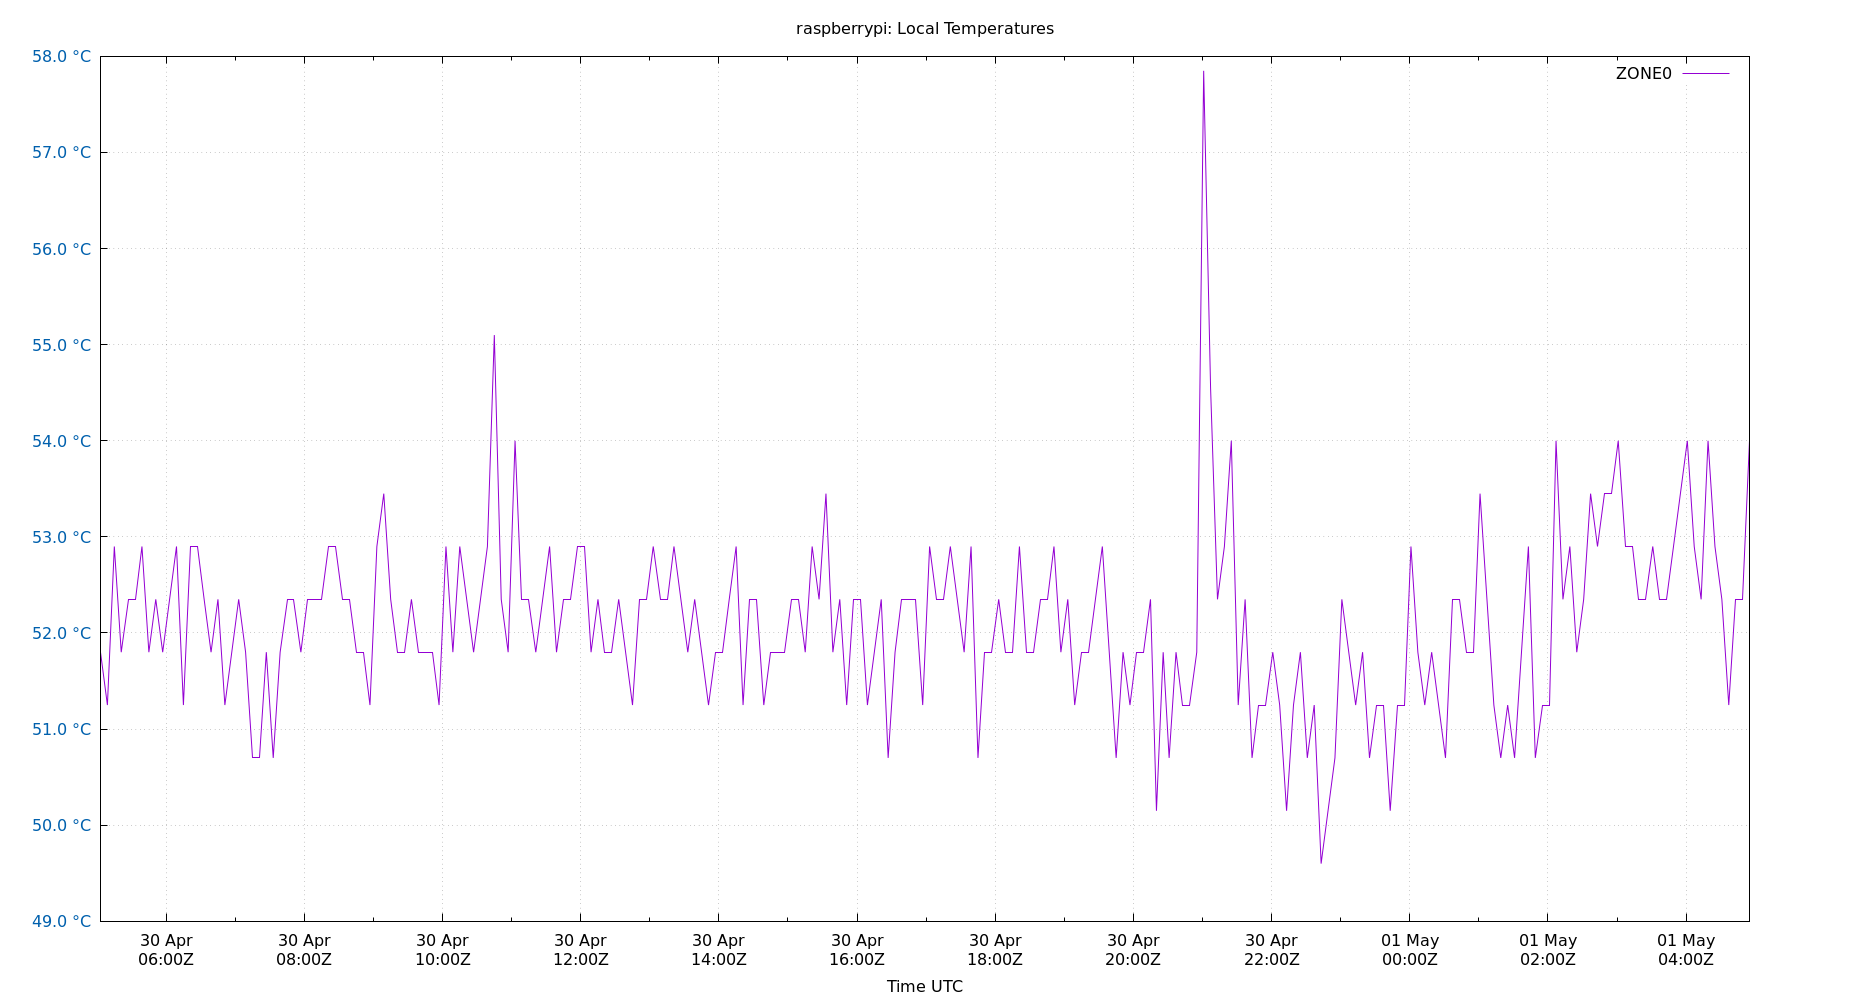 raspberrypi: Local Temperatures
58.0 °C
ZONE0
57.0 °C
56.0 °C
55.0 °C
54.0 °C
53.0 °C
52.0 °C
51.0 °C
50.0 °C
49.0 °C
30 Apr 30 Apr 30 Apr 30 Apr 30 Apr 30 Apr 30 Apr 30 Apr 30 Apr 01 May 01 May 01 May
06:00Z 08:00Z 10:00Z 12:00Z 14:00Z 16:00Z 18:00Z 20:00Z 22:00Z 00:00Z 02:00Z 04:00Z
Time UTC